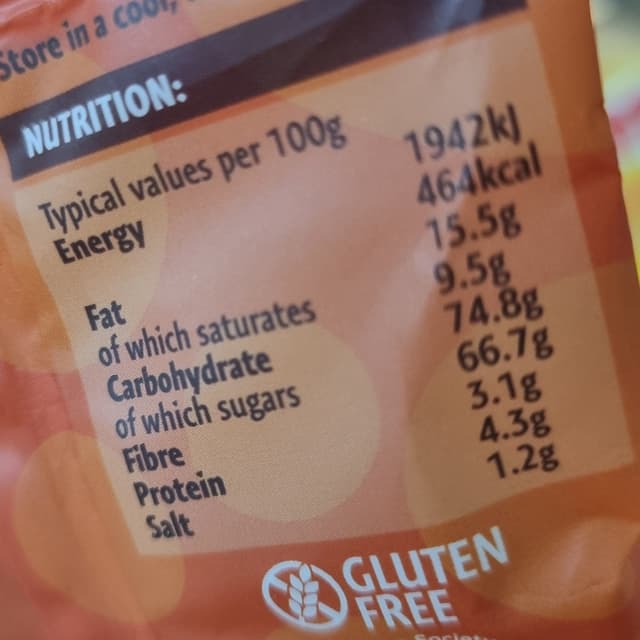 Store in a cool,
NUTRITION:
Typical values per 100g
Energy 1942kJ
464kcal
Fat 15.5g
of which saturates 9.5g
Carbohydrate 74.8g
of which sugars 66.7g
Fibre 3.1g
Protein 4.3g
Salt 1.2g
GLUTEN
FREE